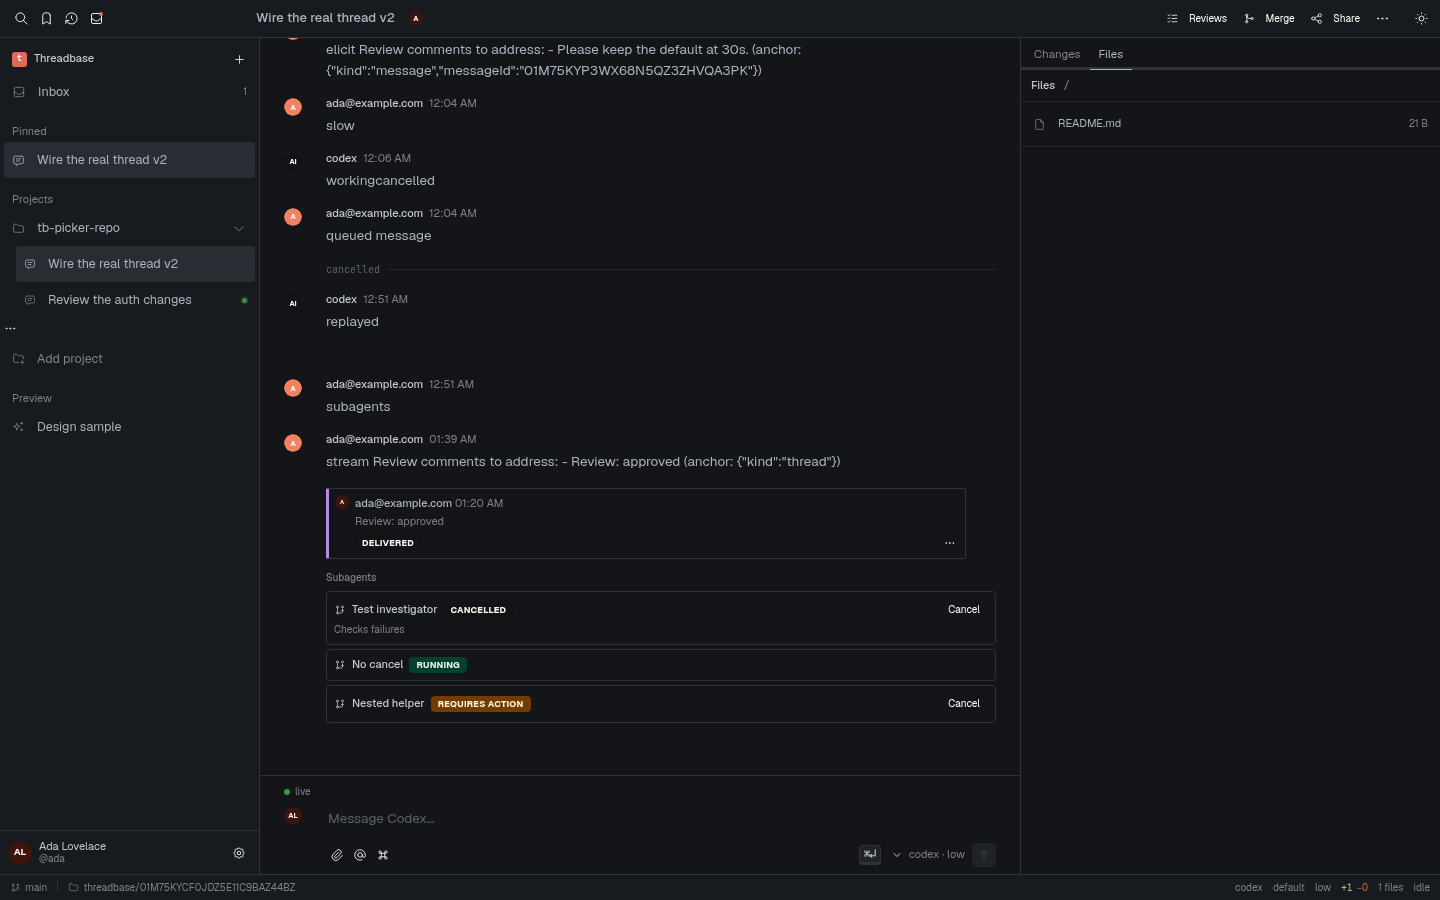 Wire the real thread v2
A
Reviews
Merge
Share
t
Threadbase
Inbox
1
Pinned
Wire the real thread v2
Projects
tb-picker-repo
Wire the real thread v2
Review the auth changes
Add project
Preview
Design sample
AL
Ada Lovelace
@ada
elicit Review comments to address: - Please keep the default at 30s. (anchor:
{"kind":"message","messageId":"01M75KYP3WX68N5QZ3ZHVQA3PK"})
A
ada@example.com 12:04 AM
slow
AI
codex 12:06 AM
workingcancelled
A
ada@example.com 12:04 AM
queued message
cancelled
AI
codex 12:51 AM
replayed
A
ada@example.com 12:51 AM
subagents
A
ada@example.com 01:39 AM
stream Review comments to address: - Review: approved (anchor: {"kind":"thread"})
A
ada@example.com 01:20 AM
Review: approved
DELIVERED
Subagents
Test investigator CANCELLED Cancel
Checks failures
No cancel RUNNING
Nested helper REQUIRES ACTION Cancel
live
AL
Message Codex...
codex · low
Changes Files
Files /
README.md 21 B
main
threadbase/01M75KYCF0JDZ5E11C9BAZ44BZ
codex default low +1 −0 1 files idle